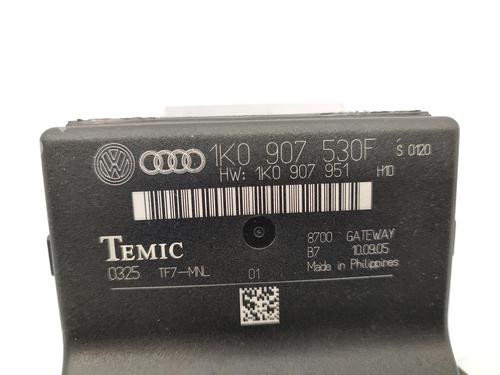 1K0 907 530F S 0120
HW: 1K0 907 951 H10
TEMIC
8700 GATEWAY
B7 10.09.05
0325 TF7-MNL 01 Made in Philippines